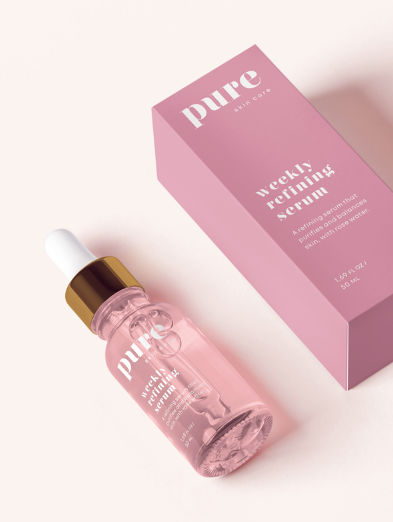 pure
skin care
weekly
refining
serum
A refining serum that
purifies and balances
skin, with rose water.
1.69 FL OZ /
50 ML
pure
weekly
refining
serum